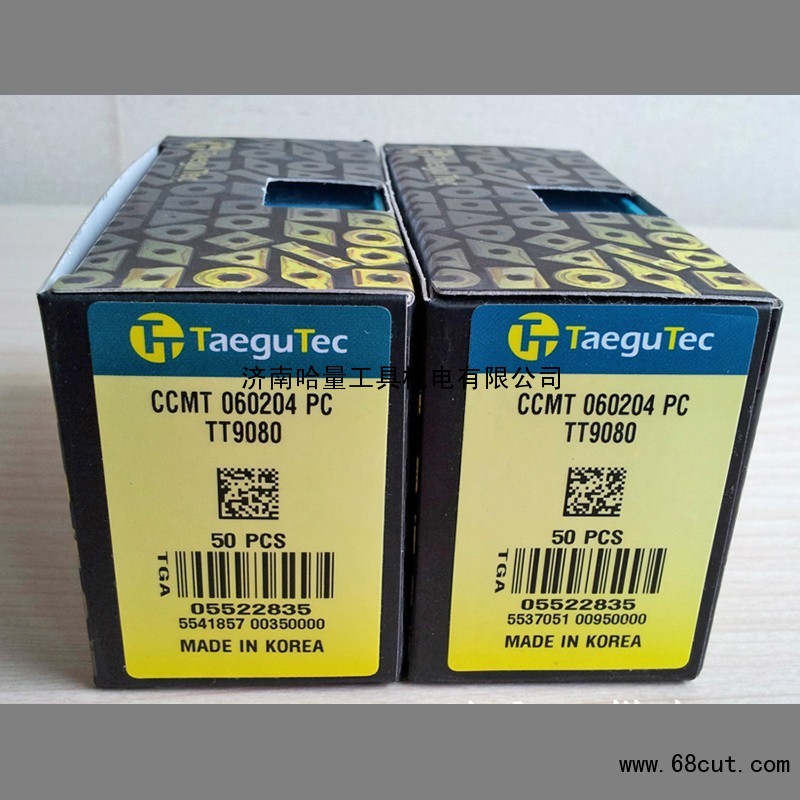 TaeguTec
TaeguTec
济南哈量工具机电有限公司
CCMT 060204 PC
TT9080
50 PCS
TGA
05522835
5541857 00350000
MADE IN KOREA
TaeguTec
CCMT 060204 PC
TT9080
50 PCS
TGA
05522835
5537051 00950000
MADE IN KOREA
www.68cut.com